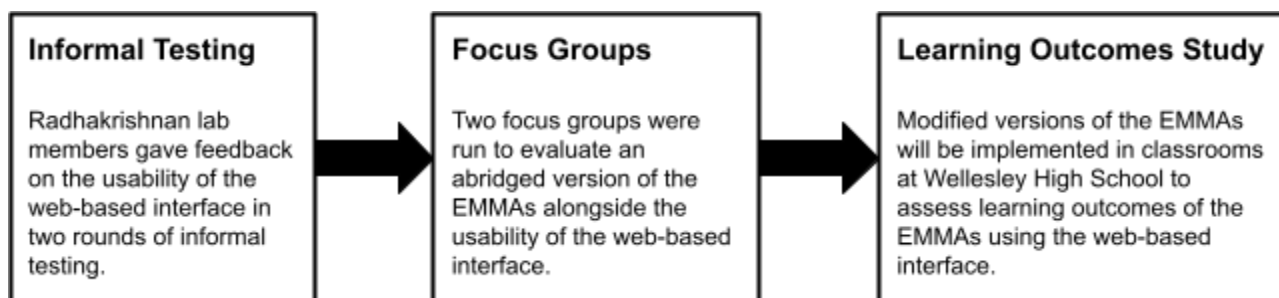 Informal Testing
Radhakrishnan lab
members gave feedback
on the usability of the
web-based interface in
two rounds of informal
testing.
Focus Groups
Two focus groups were
run to evaluate an
abridged version of the
EMMAs alongside the
usability of the web-based
interface.
Learning Outcomes Study
Modified versions of the EMMAs
will be implemented in classrooms
at Wellesley High School to
assess learning outcomes of the
EMMAs using the web-based
interface.